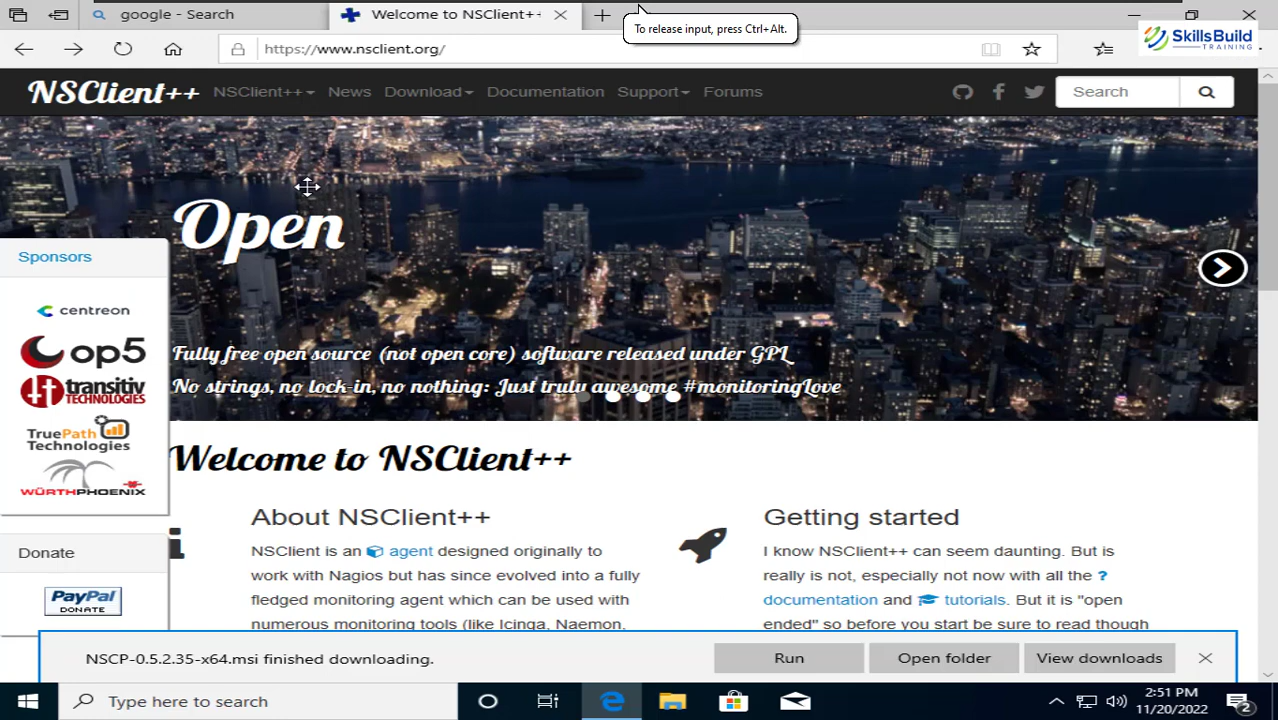 google - Search
Welcome to NSClient++
To release input, press Ctrl+Alt.
SkillsBuild
TRAINING
https://www.nsclient.org/
NSClient++ NSClient++ News Download Documentation Support Forums Search
Open
Fully free open source (not open core) software released under GPL
No strings, no lock-in, no nothing: Just truly awesome #monitoringLove
Sponsors
centreon
op5
transitiv
TECHNOLOGIES
TruePath
Technologies
WÜRTHPHOENIX
Donate
PayPal
DONATE
Welcome to NSClient++
About NSClient++
NSClient is an agent designed originally to
work with Nagios but has since evolved into a fully
fledged monitoring agent which can be used with
numerous monitoring tools (like Icinga, Naemon,
Getting started
I know NSClient++ can seem daunting. But is
really is not, especially not now with all the ?
documentation and tutorials. But it is "open
ended" so before you start be sure to read though
NSCP-0.5.2.35-x64.msi finished downloading. Run Open folder View downloads
Type here to search
2:51 PM
11/20/2022
2